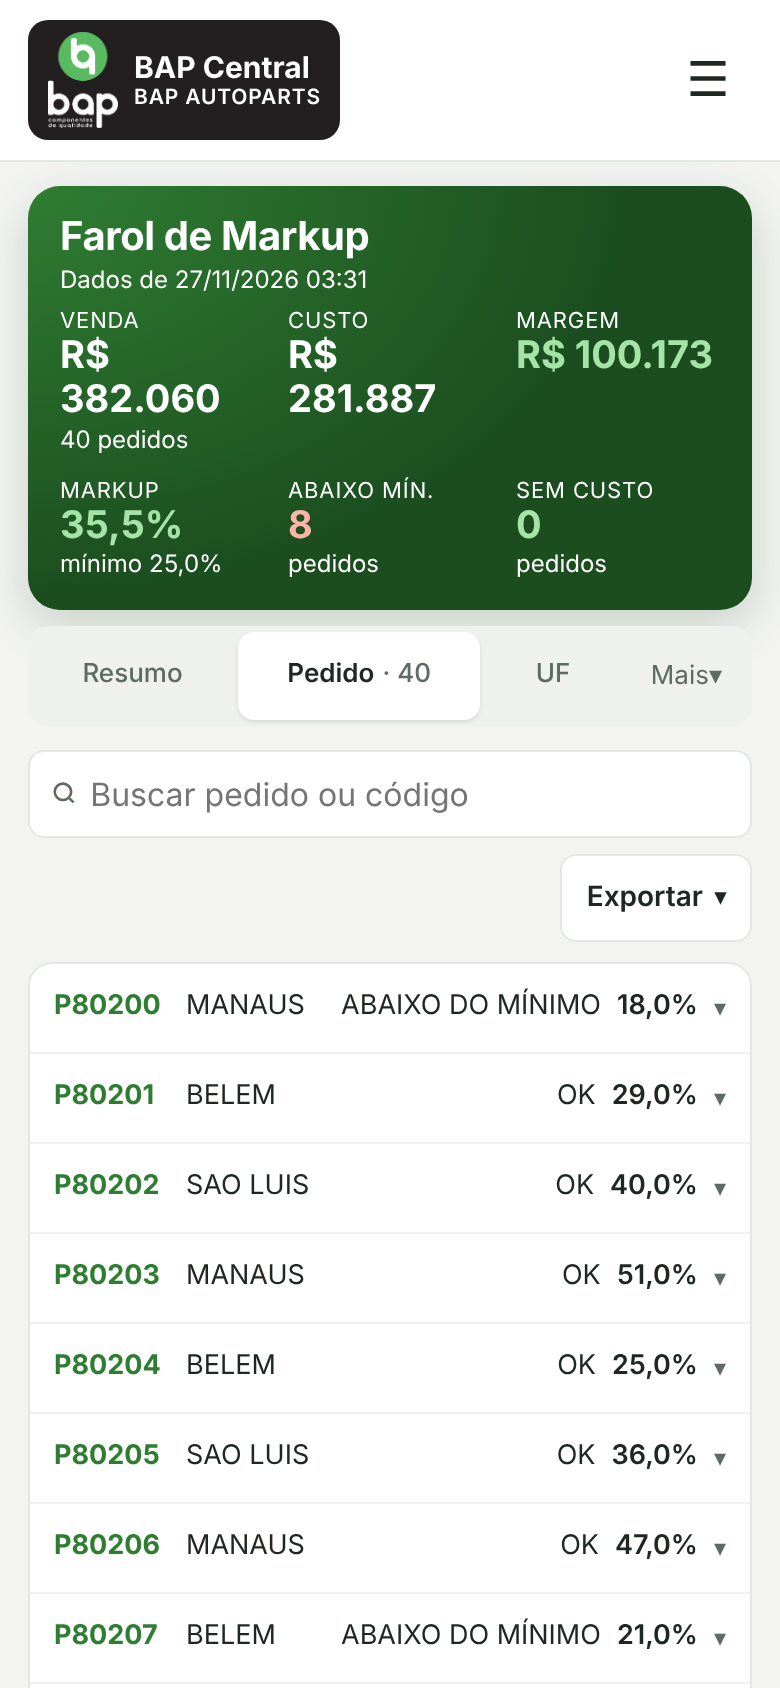 bap
componentes
de qualidade
BAP Central
BAP AUTOPARTS
Farol de Markup
Dados de 27/11/2026 03:31
VENDA
R$
382.060
40 pedidos
CUSTO
R$
281.887
MARGEM
R$ 100.173
MARKUP
35,5%
mínimo 25,0%
ABAIXO MÍN.
8
pedidos
SEM CUSTO
0
pedidos
Resumo
Pedido · 40
UF
Mais▾
Buscar pedido ou código
Exportar ▾
P80200 MANAUS ABAIXO DO MÍNIMO 18,0% ▾
P80201 BELEM OK 29,0% ▾
P80202 SAO LUIS OK 40,0% ▾
P80203 MANAUS OK 51,0% ▾
P80204 BELEM OK 25,0% ▾
P80205 SAO LUIS OK 36,0% ▾
P80206 MANAUS OK 47,0% ▾
P80207 BELEM ABAIXO DO MÍNIMO 21,0% ▾